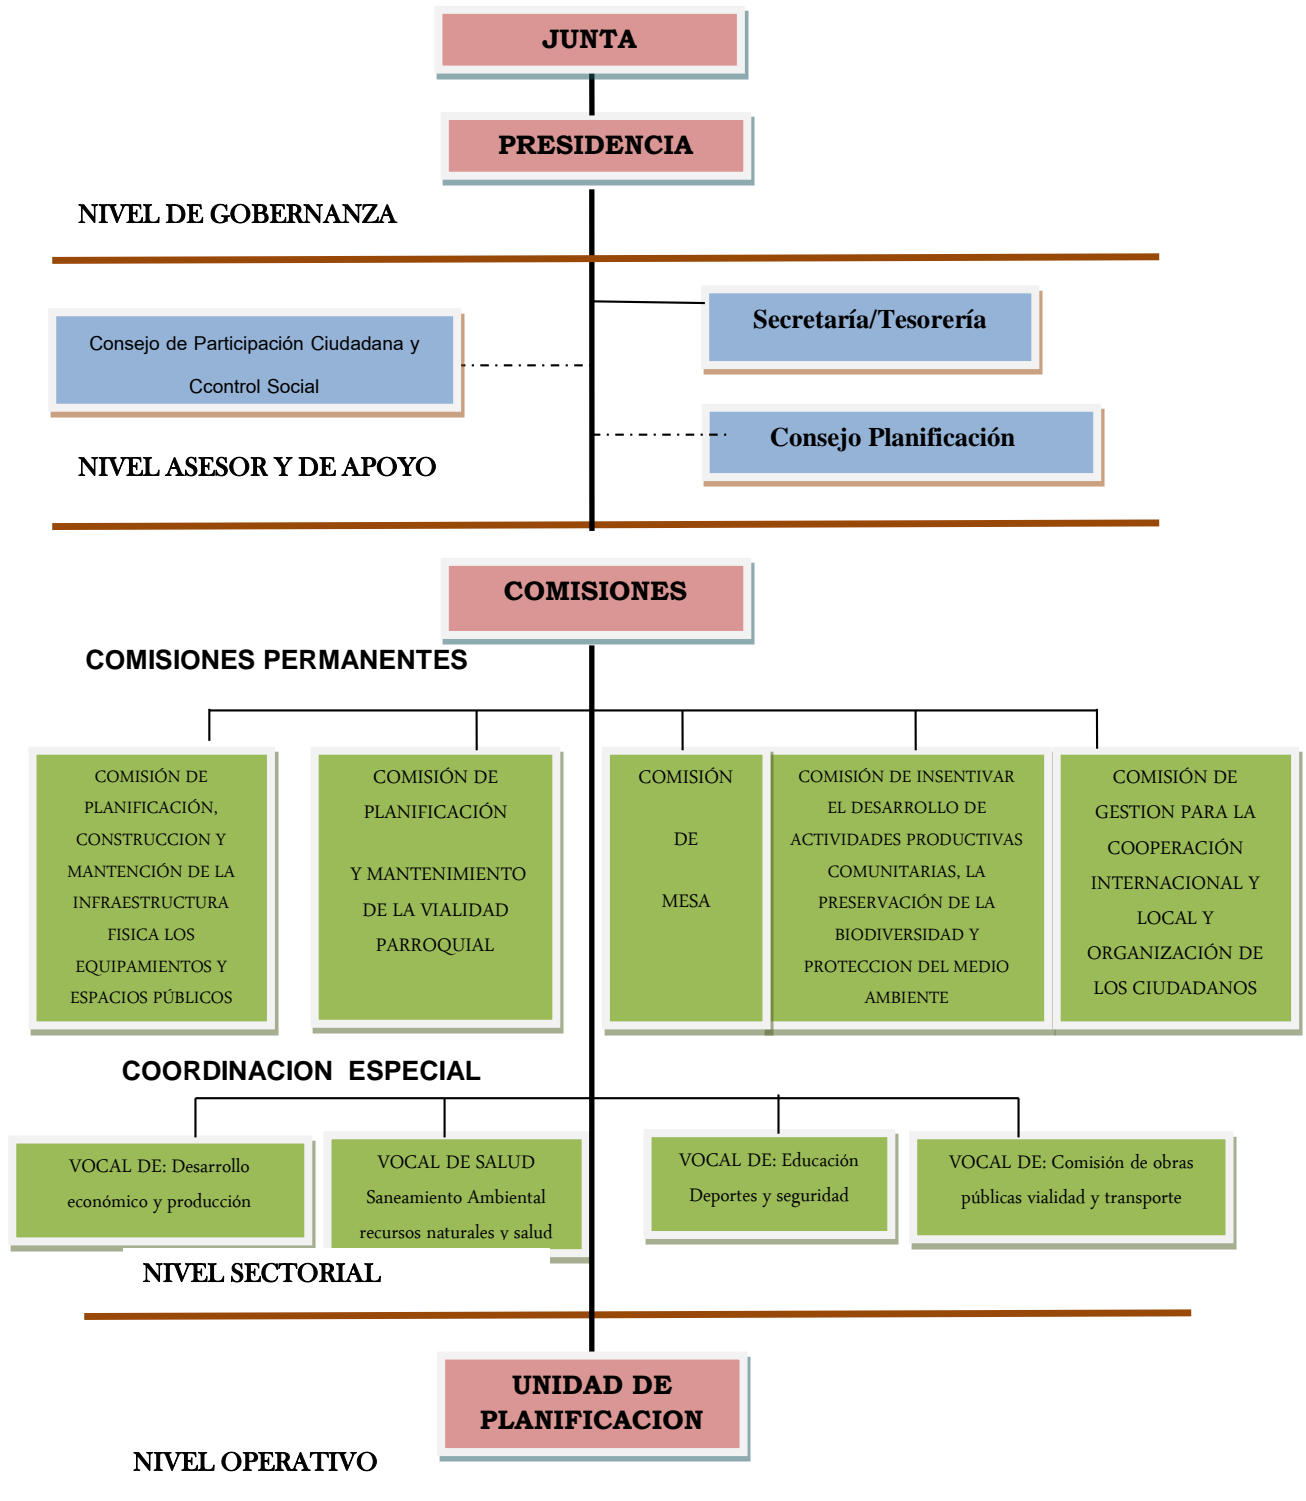 JUNTA
PRESIDENCIA
NIVEL DE GOBERNANZA
Secretaría/Tesorería
Consejo de Participación Ciudadana y
Ccontrol Social
Consejo Planificación
NIVEL ASESOR Y DE APOYO
COMISIONES
COMISIONES PERMANENTES
COMISIÓN DE
PLANIFICACIÓN,
CONSTRUCCION Y
MANTENCIÓN DE LA
INFRAESTRUCTURA
FISICA LOS
EQUIPAMIENTOS Y
ESPACIOS PÚBLICOS
COMISIÓN DE
PLANIFICACIÓN
Y MANTENIMIENTO
DE LA VIALIDAD
PARROQUIAL
COMISIÓN
DE
MESA
COMISIÓN DE INSENTIVAR
EL DESARROLLO DE
ACTIVIDADES PRODUCTIVAS
COMUNITARIAS, LA
PRESERVACIÓN DE LA
BIODIVERSIDAD Y
PROTECCION DEL MEDIO
AMBIENTE
COMISIÓN DE
GESTION PARA LA
COOPERACIÓN
INTERNACIONAL Y
LOCAL Y
ORGANIZACIÓN DE
LOS CIUDADANOS
COORDINACION  ESPECIAL
VOCAL DE: Desarrollo
económico y producción
VOCAL DE SALUD
Saneamiento Ambiental
recursos naturales y salud
VOCAL DE: Educación
Deportes y seguridad
VOCAL DE: Comisión de obras
públicas vialidad y transporte
NIVEL SECTORIAL
UNIDAD DE
PLANIFICACION
NIVEL OPERATIVO